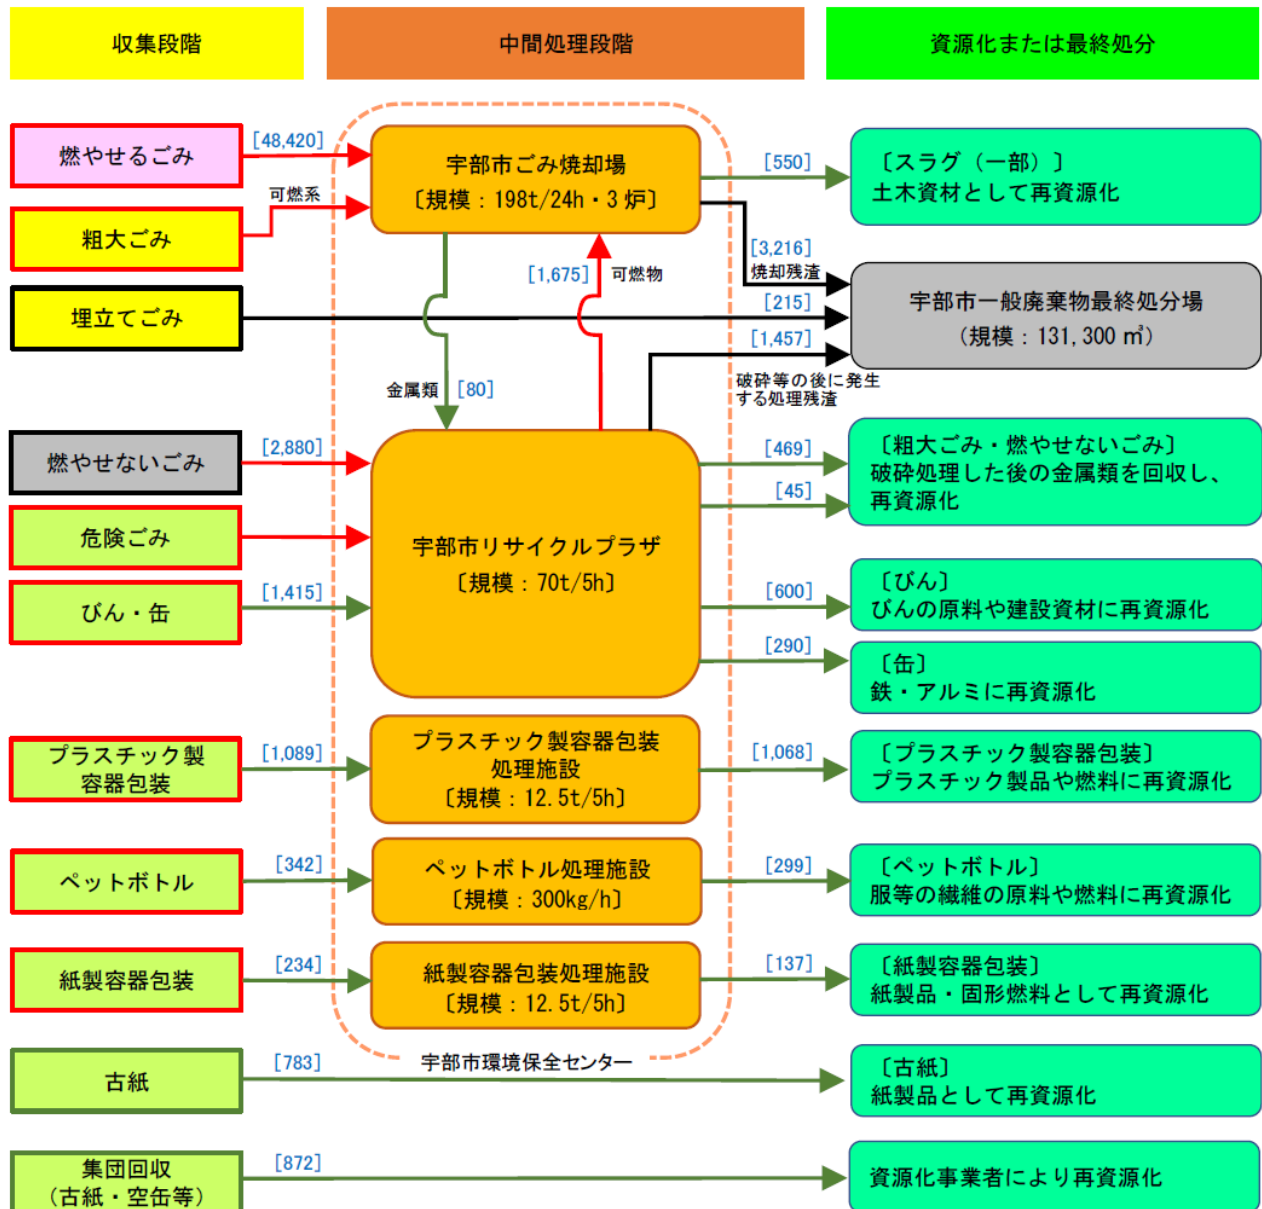 収集段階
中間処理段階
資源化または最終処分
燃やせるごみ
[48,420]
粗大ごみ
可燃系
埋立てごみ
宇部市ごみ焼却場
〔規模：198t/24h・3 炉〕
[550]
〔スラグ（一部）〕
土木資材として再資源化
[3,216]
焼却残渣
[1,675]
可燃物
[215]
宇部市一般廃棄物最終処分場
（規模：131,300 ㎥）
[1,457]
破砕等の後に発生
する処理残渣
金属類
[80]
燃やせないごみ
[2,880]
危険ごみ
びん・缶
[1,415]
宇部市リサイクルプラザ
〔規模：70t/5h〕
[469]
[45]
〔粗大ごみ・燃やせないごみ〕
破砕処理した後の金属類を回収し、
再資源化
[600]
〔びん〕
びんの原料や建設資材に再資源化
[290]
〔缶〕
鉄・アルミに再資源化
プラスチック製
容器包装
[1,089]
プラスチック製容器包装
処理施設
〔規模：12.5t/5h〕
[1,068]
〔プラスチック製容器包装〕
プラスチック製品や燃料に再資源化
ペットボトル
[342]
ペットボトル処理施設
〔規模：300kg/h〕
[299]
〔ペットボトル〕
服等の繊維の原料や燃料に再資源化
紙製容器包装
[234]
紙製容器包装処理施設
〔規模：12.5t/5h〕
[137]
〔紙製容器包装〕
紙製品・固形燃料として再資源化
宇部市環境保全センター
古紙
[783]
〔古紙〕
紙製品として再資源化
集団回収
（古紙・空缶等）
[872]
資源化事業者により再資源化